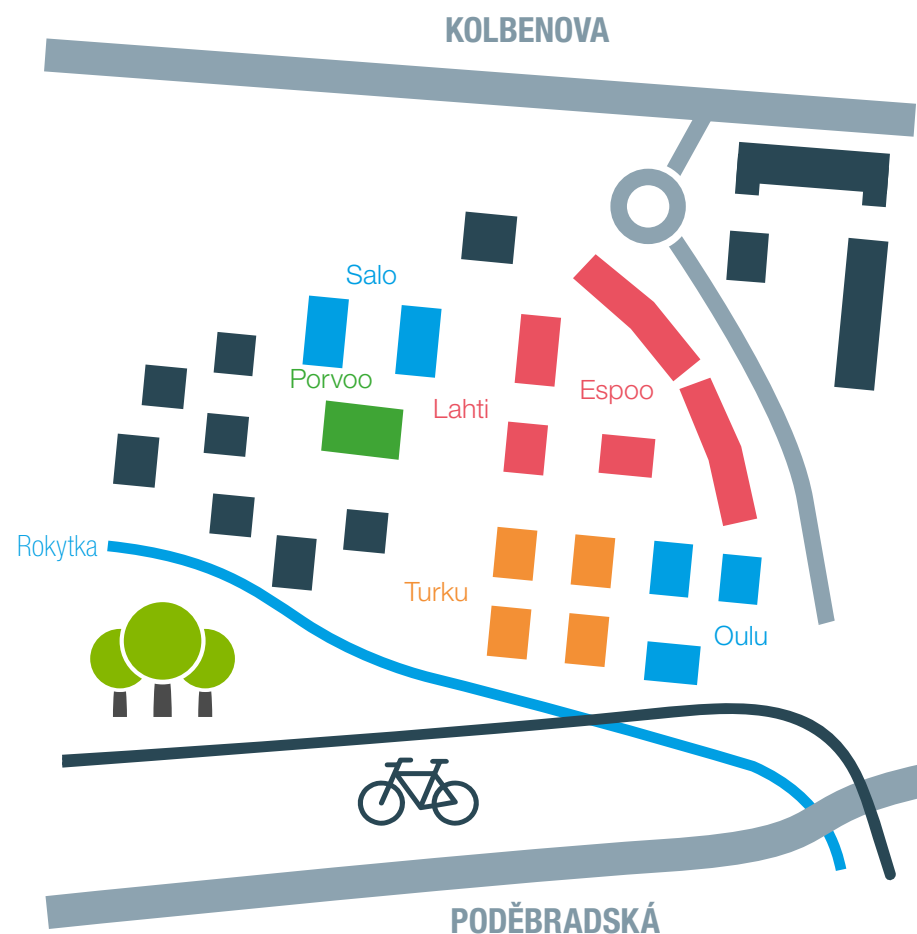 KOLBENOVA
Salo
Porvoo
Espoo
Lahti
Rokytka
Turku
Oulu
PODĚBRADSKÁ